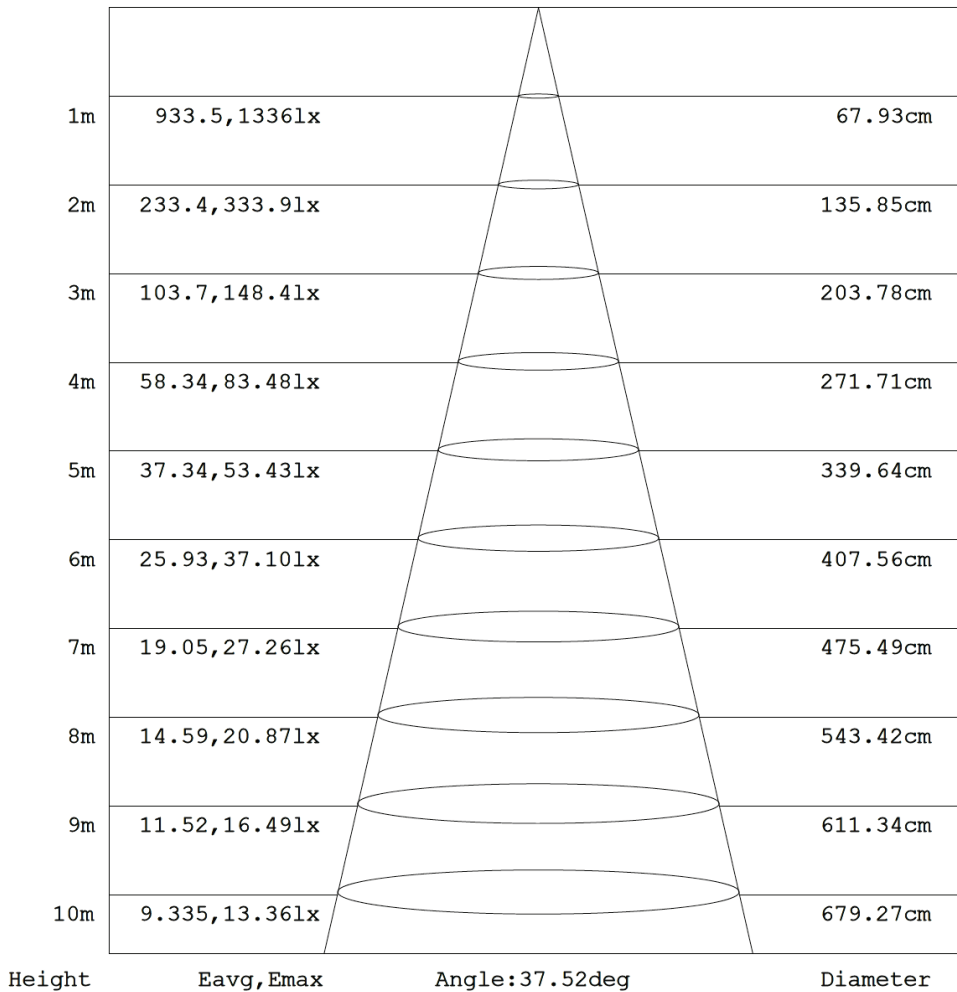 1m 933.5,1336lx 67.93cm
2m 233.4,333.9lx 135.85cm
3m 103.7,148.4lx 203.78cm
4m 58.34,83.48lx 271.71cm
5m 37.34,53.43lx 339.64cm
6m 25.93,37.10lx 407.56cm
7m 19.05,27.26lx 475.49cm
8m 14.59,20.87lx 543.42cm
9m 11.52,16.49lx 611.34cm
10m 9.335,13.36lx 679.27cm
Height Eavg,Emax Angle:37.52deg Diameter